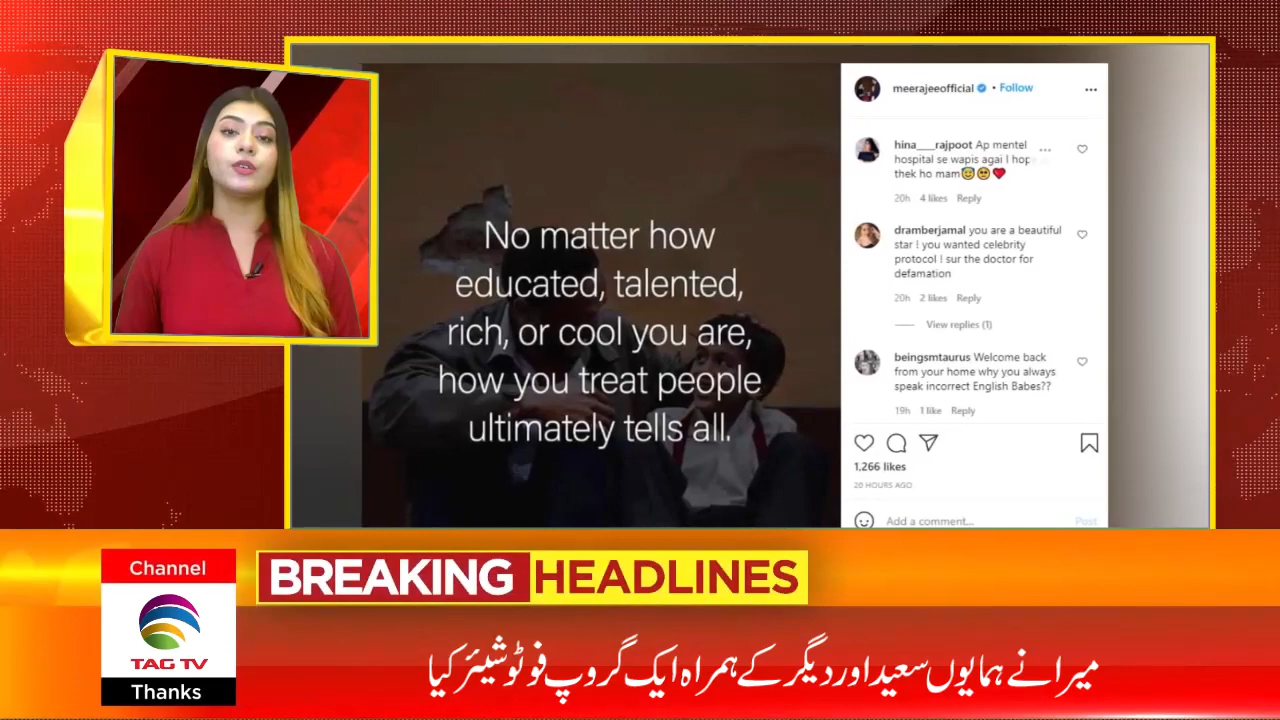 No matter how
educated, talented,
rich, or cool you are,
how you treat people
ultimately tells all.
meerajeeofficial • Follow
hina___rajpoot Ap mentel
hospital se wapis agai I hop
thek ho mam😇🥺❤️
20h 4 likes Reply
dramberjamal you are a beautiful
star ! you wanted celebrity
protocol ! sur the doctor for
defamation
20h 2 likes Reply
View replies (1)
beingsmtaurus Welcome back
from your home why you always
speak incorrect English Babes??
19h 1 like Reply
1,266 likes
20 HOURS AGO
Add a comment...
Post
Channel
TAG TV
Thanks
BREAKING HEADLINES
میرا نے ہمایوں سعید اور دیگر کے ہمراہ ایک گروپ فوٹو شیئر کیا